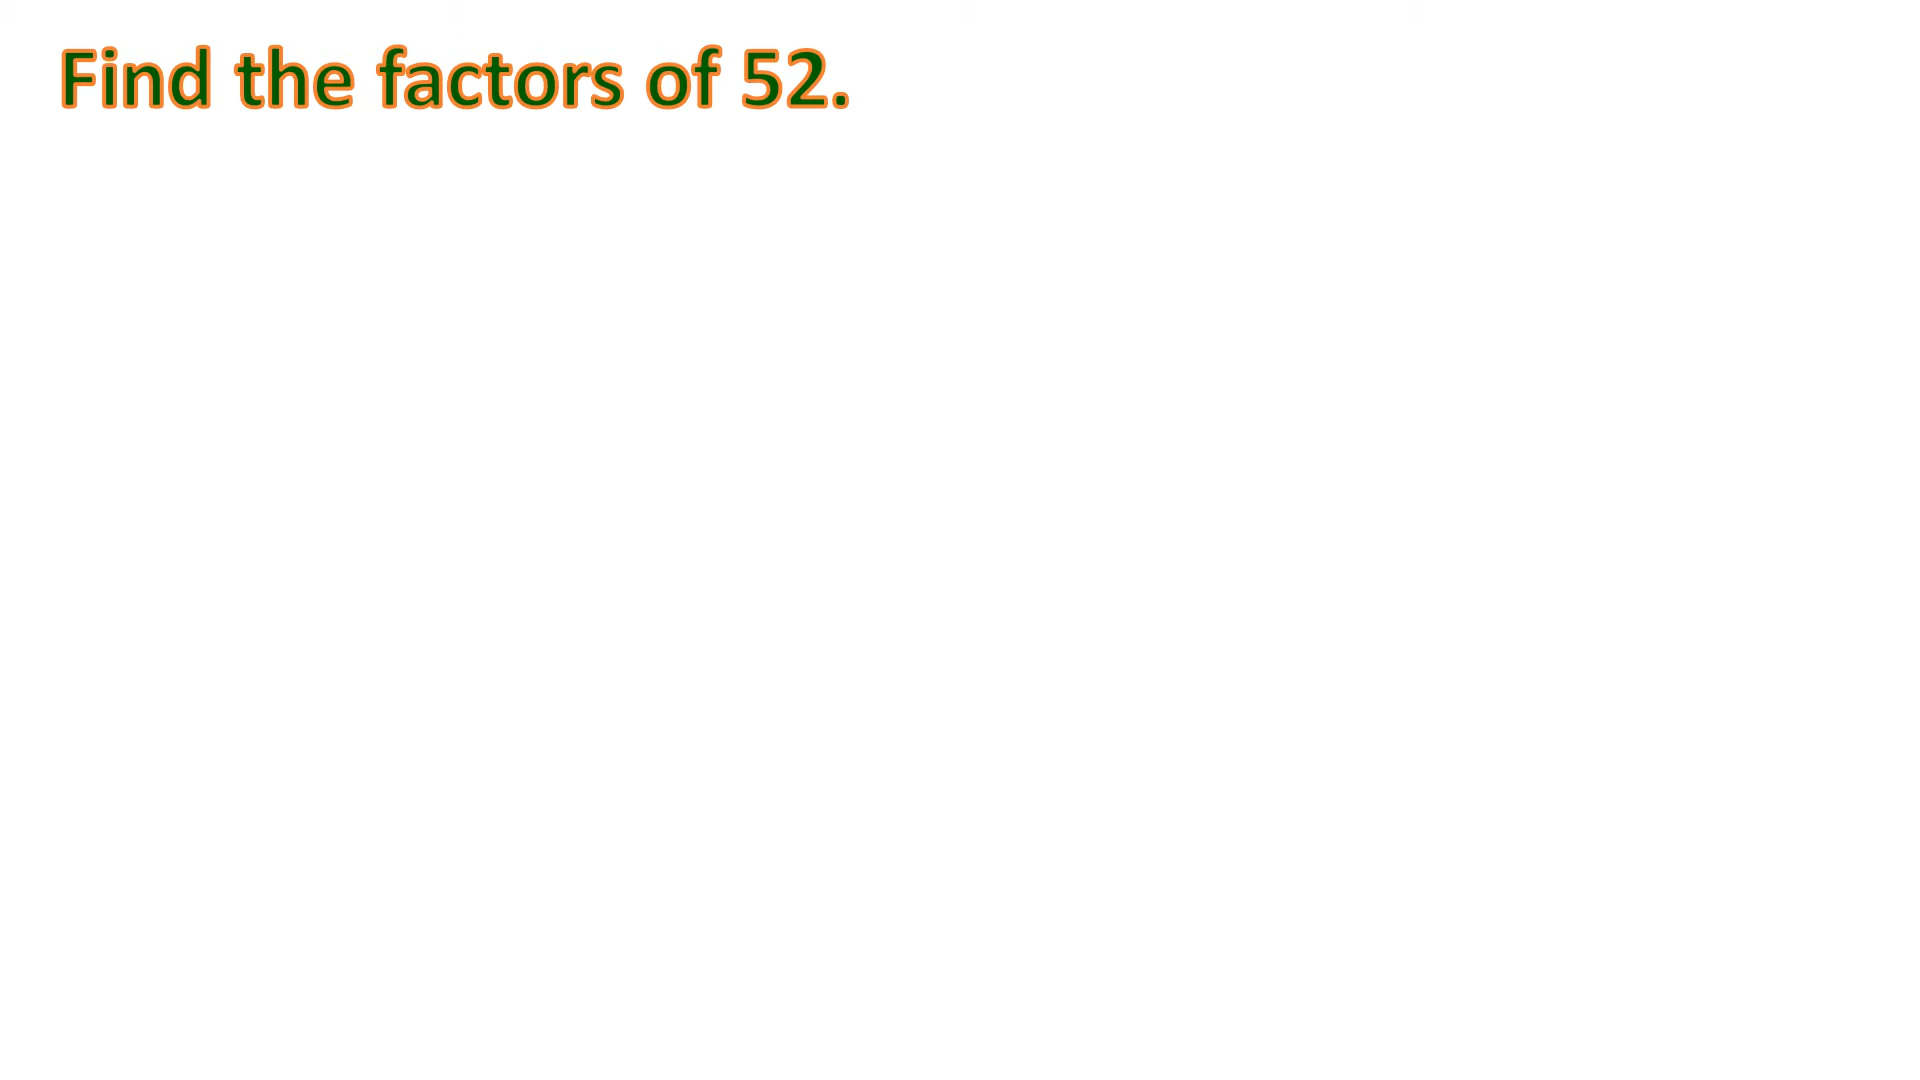 Find the factors of 52.